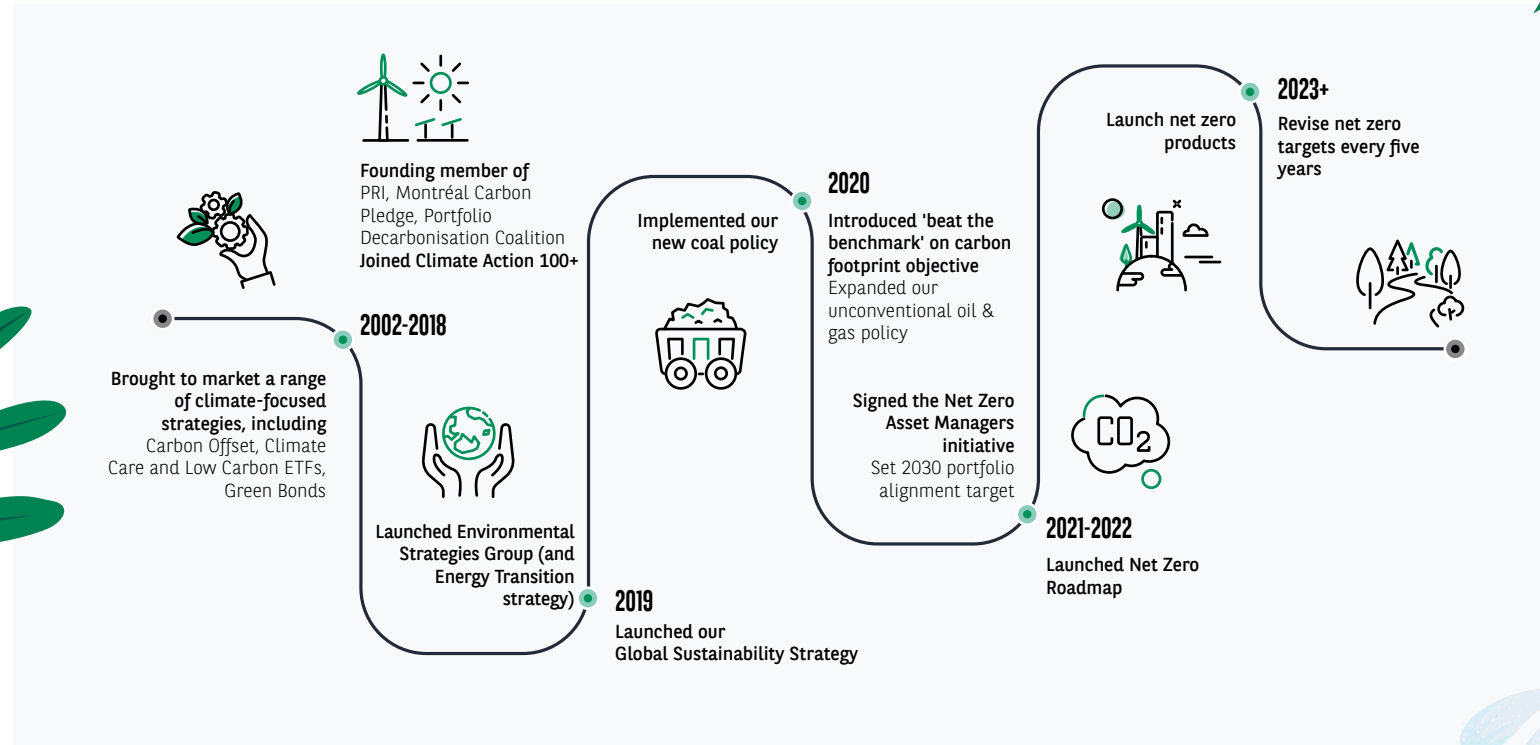 Founding member of
PRI, Montréal Carbon
Pledge, Portfolio
Decarbonisation Coalition
Joined Climate Action 100+
2002-2018
Brought to market a range
of climate-focused
strategies, including
Carbon Offset, Climate
Care and Low Carbon ETFs,
Green Bonds
Launched Environmental
Strategies Group (and
Energy Transition
strategy)
2019
Launched our
Global Sustainability Strategy
Implemented our
new coal policy
2020
Introduced 'beat the
benchmark' on carbon
footprint objective
Expanded our
unconventional oil &
gas policy
Signed the Net Zero
Asset Managers
initiative
Set 2030 portfolio
alignment target
CO2
2021-2022
Launched Net Zero
Roadmap
Launch net zero
products
2023+
Revise net zero
targets every five
years